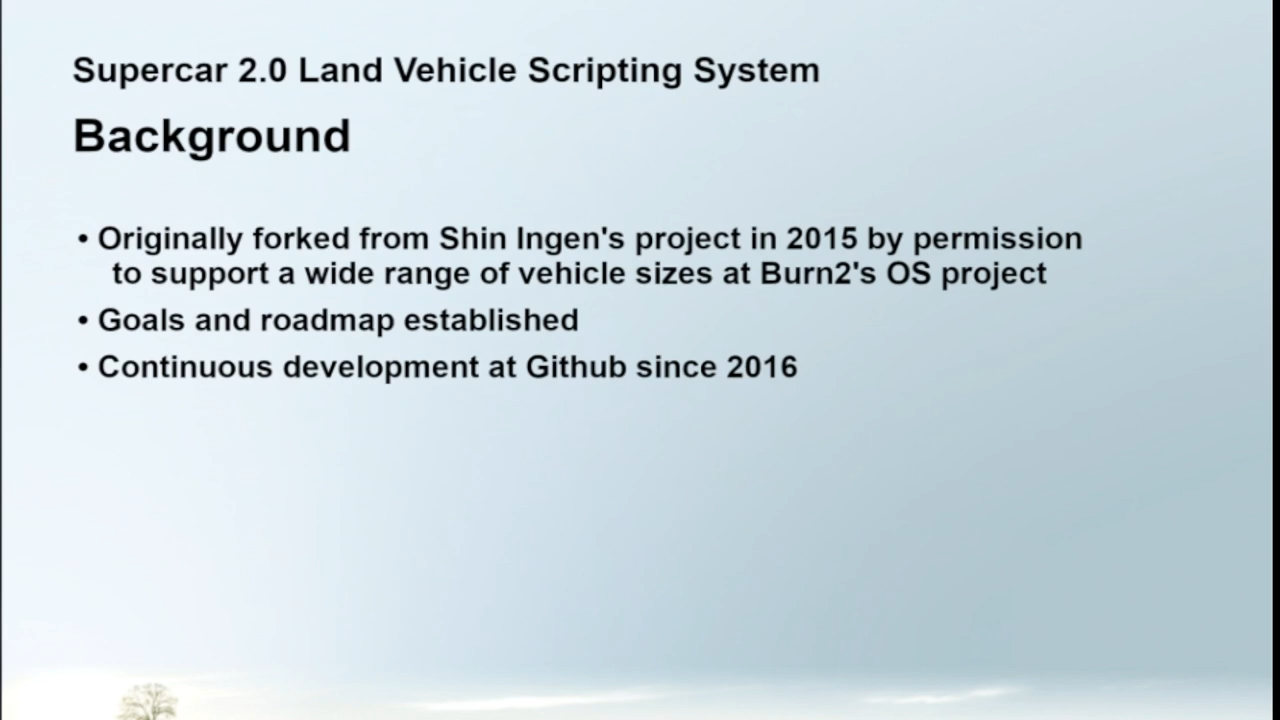 Supercar 2.0 Land Vehicle Scripting System
Background
• Originally forked from Shin Ingen's project in 2015 by permission
to support a wide range of vehicle sizes at Burn2's OS project
• Goals and roadmap established
• Continuous development at Github since 2016